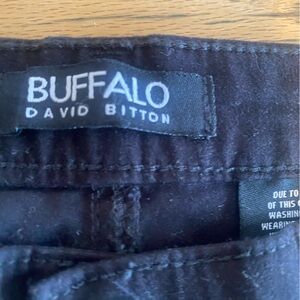 BUFFALO
DAVID BITTON
DUE TO
OF THIS
WASHIN
WEARIN